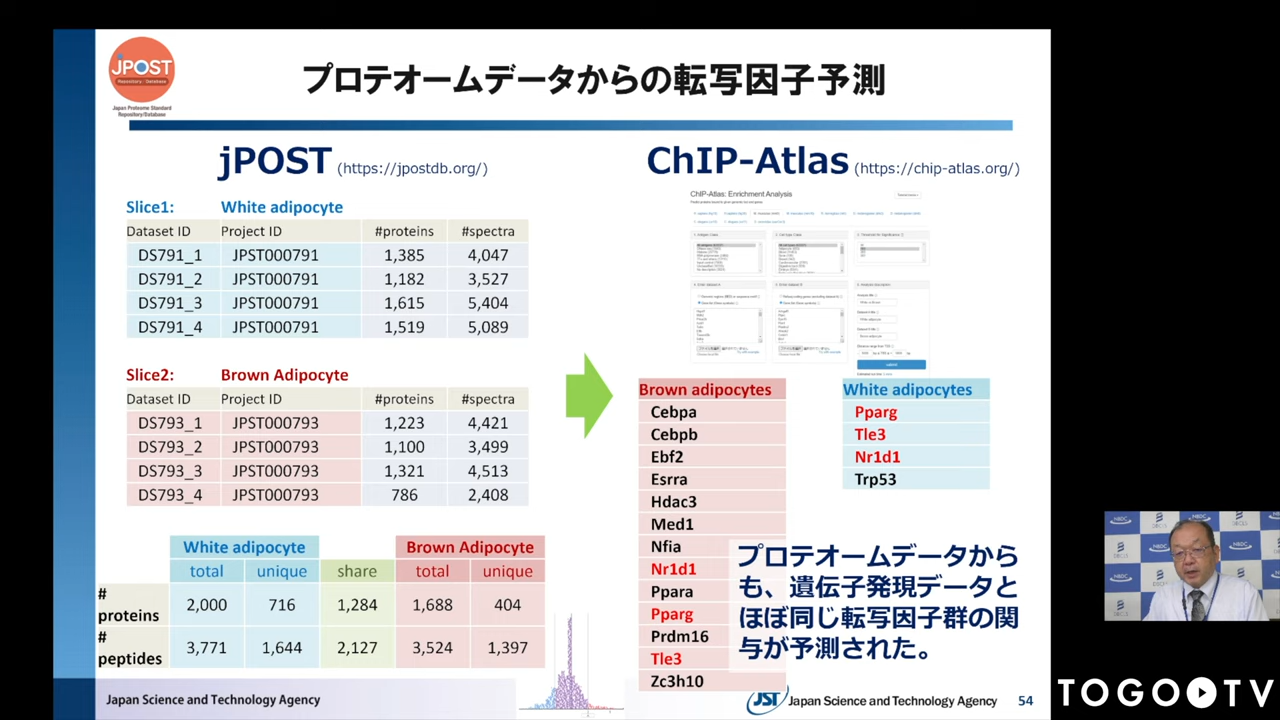 jPOST
Repository / Database
Japan Proteome Standard
Repository/Database
プロテオームデータからの転写因子予測
jPOST (https://jpostdb.org/)
Slice1: White adipocyte
Dataset ID Project ID #proteins #spectra
DS791_1 JPST000791 1,383 4,047
DS791_2 JPST000791 1,182 3,527
DS791_3 JPST000791 1,615 5,404
DS791_4 JPST000791 1,515 5,089
Slice2: Brown Adipocyte
Dataset ID Project ID #proteins #spectra
DS793_1 JPST000793 1,223 4,421
DS793_2 JPST000793 1,100 3,499
DS793_3 JPST000793 1,321 4,513
DS793_4 JPST000793 786 2,408
White adipocyte Brown Adipocyte
total unique share total unique
# proteins 2,000 716 1,284 1,688 404
# peptides 3,771 1,644 2,127 3,524 1,397
ChIP-Atlas (https://chip-atlas.org/)
ChIP-Atlas: Enrichment Analysis
Brown adipocytes
Cebpa
Cebpb
Ebf2
Esrra
Hdac3
Med1
Nfia
Nr1d1
Ppara
Pparg
Prdm16
Tle3
Zc3h10
White adipocytes
Pparg
Tle3
Nr1d1
Trp53
プロテオームデータから
も、遺伝子発現データと
ほぼ同じ転写因子群の関
与が予測された。
Japan Science and Technology Agency
JST Japan Science and Technology Agency 54
NBDC
TOGO TV